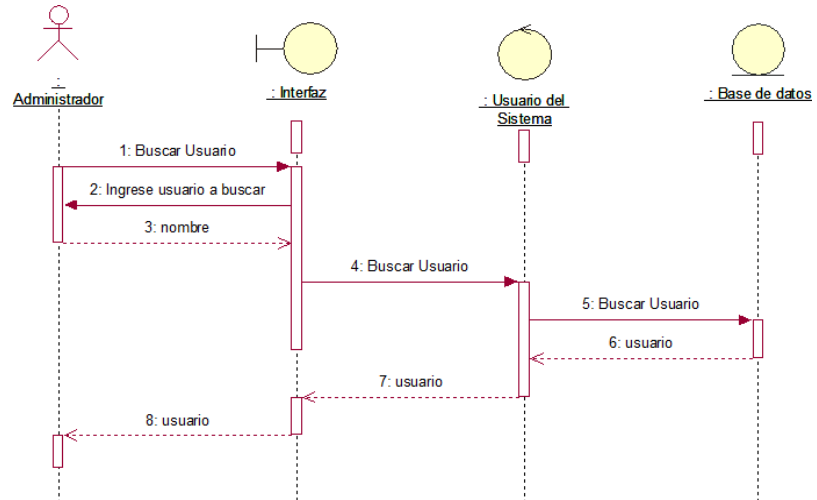 :
Administrador
: Interfaz
: Usuario del
Sistema
: Base de datos
1: Buscar Usuario
2: Ingrese usuario a buscar
3: nombre
4: Buscar Usuario
5: Buscar Usuario
6: usuario
7: usuario
8: usuario